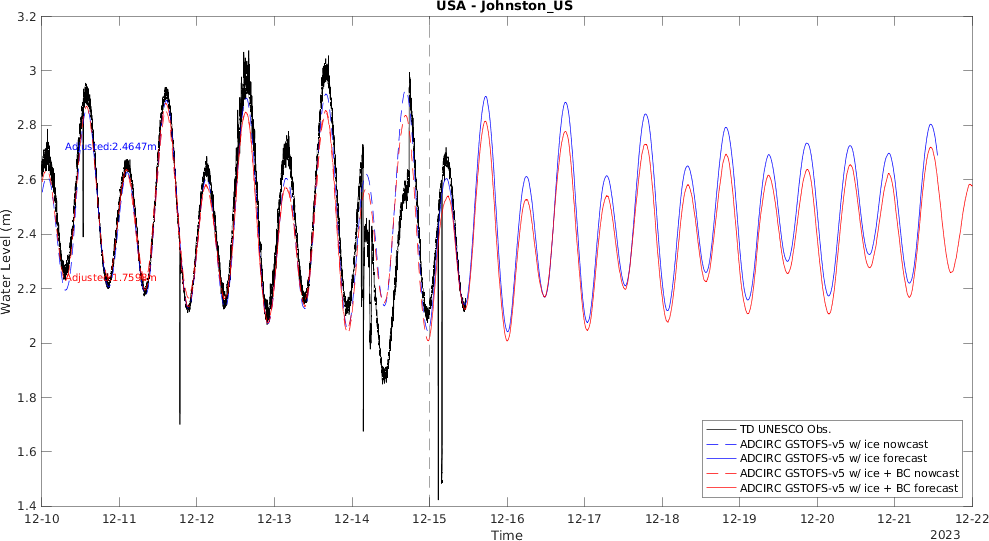 USA - Johnston_US
3.2
3
2.8
2.6
2.4
2.2
2
1.8
1.6
1.4
Water Level (m)
Adjusted:2.4647m
Adjusted:1.7598m
TD UNESCO Obs.
ADCIRC GSTOFS-v5 w/ ice nowcast
ADCIRC GSTOFS-v5 w/ ice forecast
ADCIRC GSTOFS-v5 w/ ice + BC nowcast
ADCIRC GSTOFS-v5 w/ ice + BC forecast
12-10 12-11 12-12 12-13 12-14 12-15 12-16 12-17 12-18 12-19 12-20 12-21 12-22
Time
2023